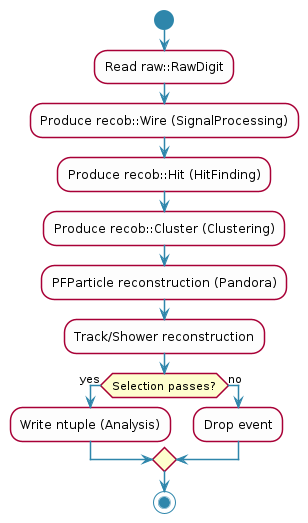 Read raw::RawDigit
Produce recob::Wire (SignalProcessing)
Produce recob::Hit (HitFinding)
Produce recob::Cluster (Clustering)
PFParticle reconstruction (Pandora)
Track/Shower reconstruction
yes
Selection passes?
no
Write ntuple (Analysis)
Drop event